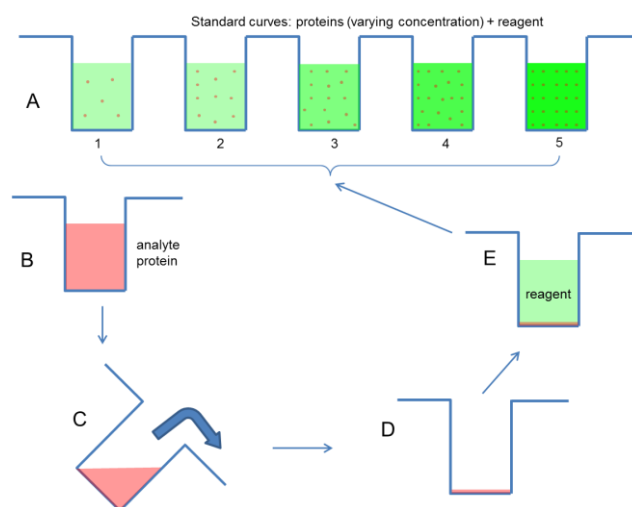 Standard curves: proteins (varying concentration) + reagent
A
1 2 3 4 5
B
analyte
protein
E
reagent
C
D